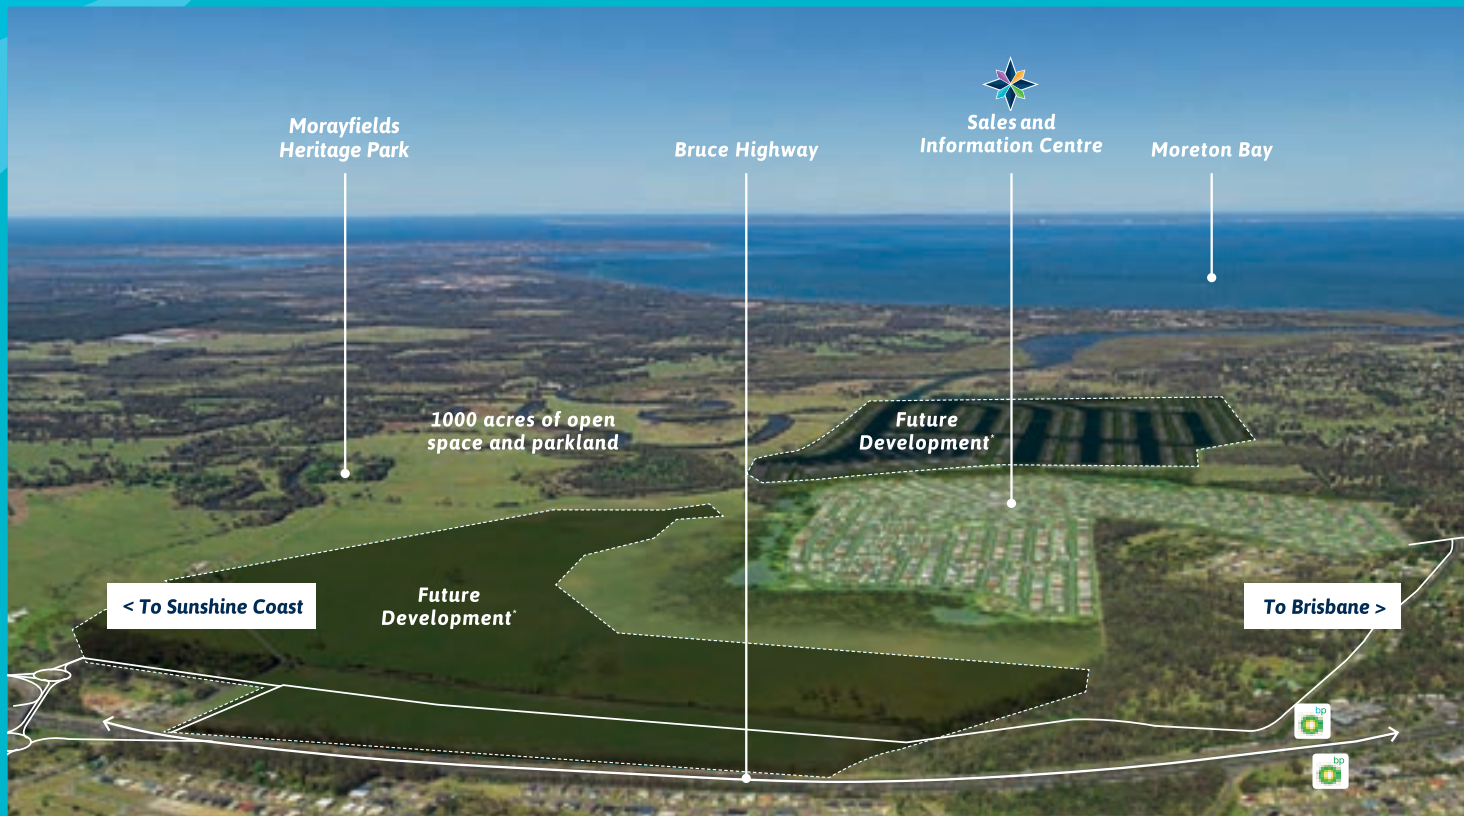 Morayfields
Heritage Park
Bruce Highway
Sales and
Information Centre
Moreton Bay
1000 acres of open
space and parkland
Future
Development*
Future
Development*
< To Sunshine Coast
To Brisbane >
bp
bp